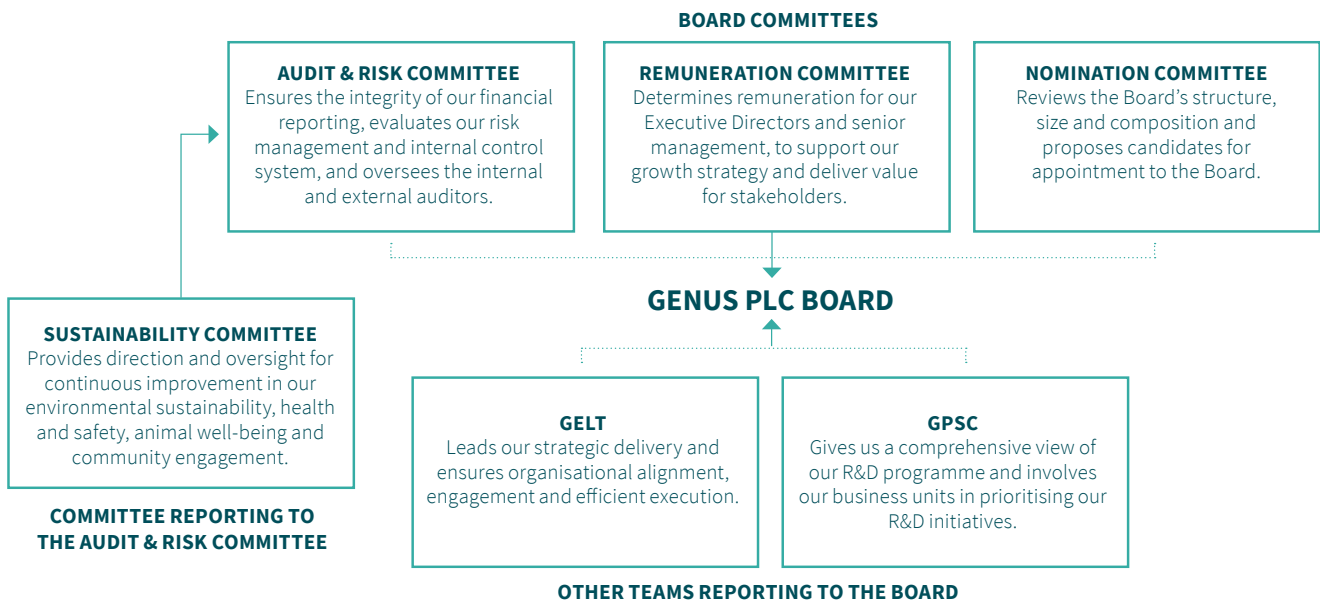 BOARD COMMITTEES
AUDIT & RISK COMMITTEE
Ensures the integrity of our financial
reporting, evaluates our risk
management and internal control
system, and oversees the internal
and external auditors.
REMUNERATION COMMITTEE
Determines remuneration for our
Executive Directors and senior
management, to support our
growth strategy and deliver value
for stakeholders.
NOMINATION COMMITTEE
Reviews the Board’s structure,
size and composition and
proposes candidates for
appointment to the Board.
GENUS PLC BOARD
SUSTAINABILITY COMMITTEE
Provides direction and oversight for
continuous improvement in our
environmental sustainability, health
and safety, animal well-being and
community engagement.
COMMITTEE REPORTING TO
THE AUDIT & RISK COMMITTEE
GELT
Leads our strategic delivery and
ensures organisational alignment,
engagement and efficient execution.
GPSC
Gives us a comprehensive view of
our R&D programme and involves
our business units in prioritising our
R&D initiatives.
OTHER TEAMS REPORTING TO THE BOARD